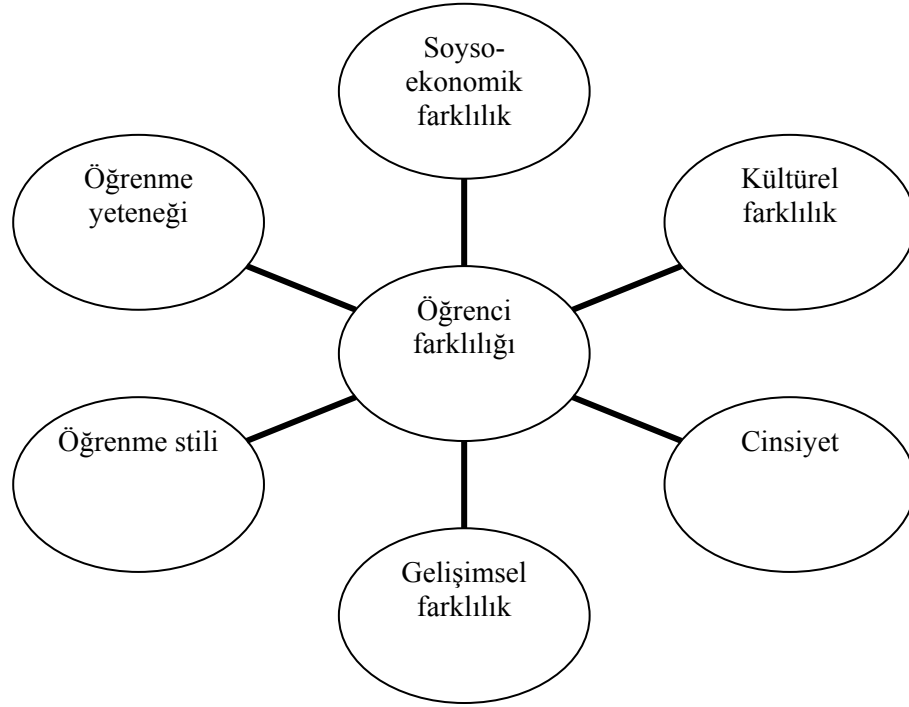 Soyso-
ekonomik
farklılık
Öğrenme
yeteneği
Kültürel
farklılık
Öğrenci
farklılığı
Öğrenme stili
Cinsiyet
Gelişimsel
farklılık